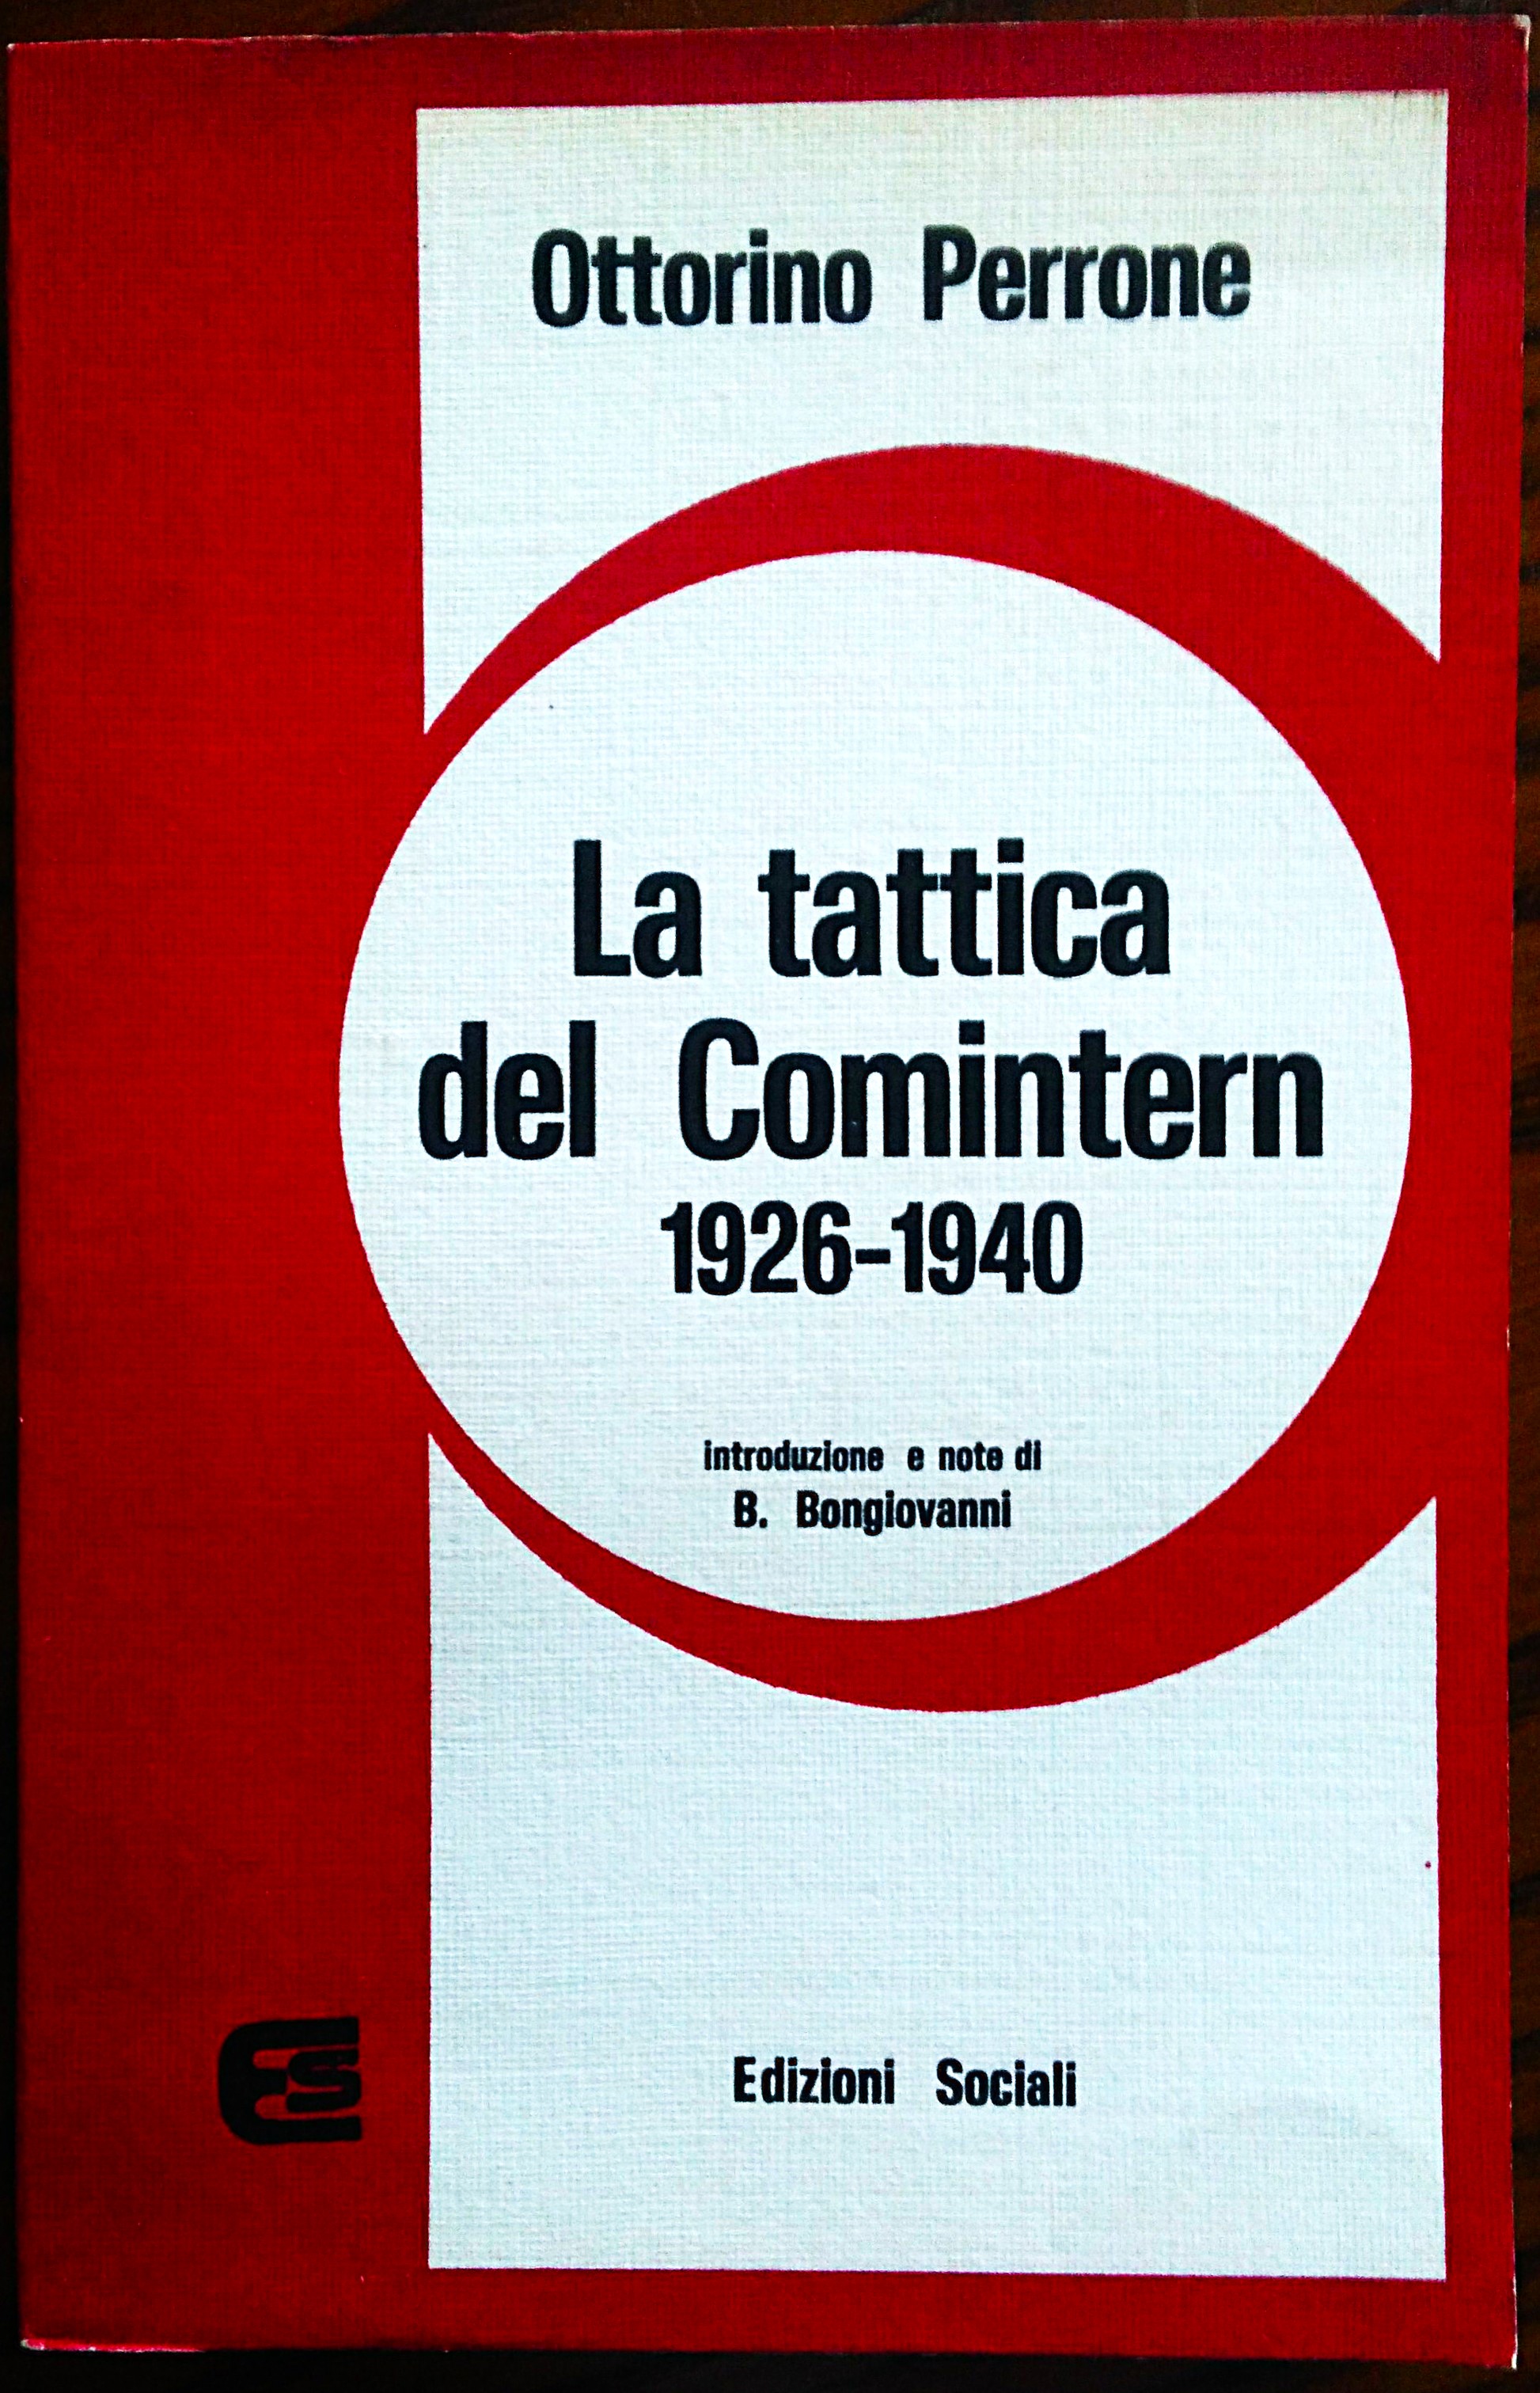 Ottorino Perrone
La tattica
del Comintern
1926-1940
introduzione e note di
B. Bongiovanni
Es
Edizioni Sociali